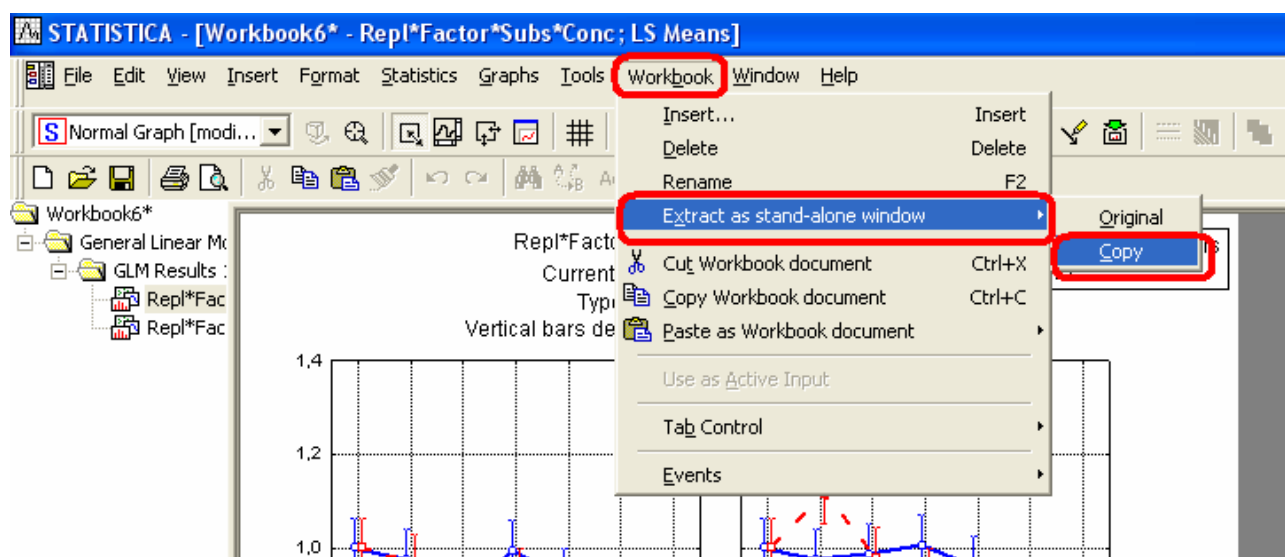 STATISTICA - [Workbook6* - Repl*Factor*Subs*Conc; LS Means]
File Edit View Insert Format Statistics Graphs Tools Workbook Window Help
S Normal Graph [modi...
Insert... Insert
Delete Delete
Rename F2
Extract as stand-alone window
Original
Copy
Cut Workbook document Ctrl+X
Copy Workbook document Ctrl+C
Paste as Workbook document
Use as Active Input
Tab Control
Events
Workbook6*
General Linear Mo
GLM Results 1
Repl*Fac
Repl*Fac
Repl*Facto
Current
Type
Vertical bars de
1,4
1,2
1,0